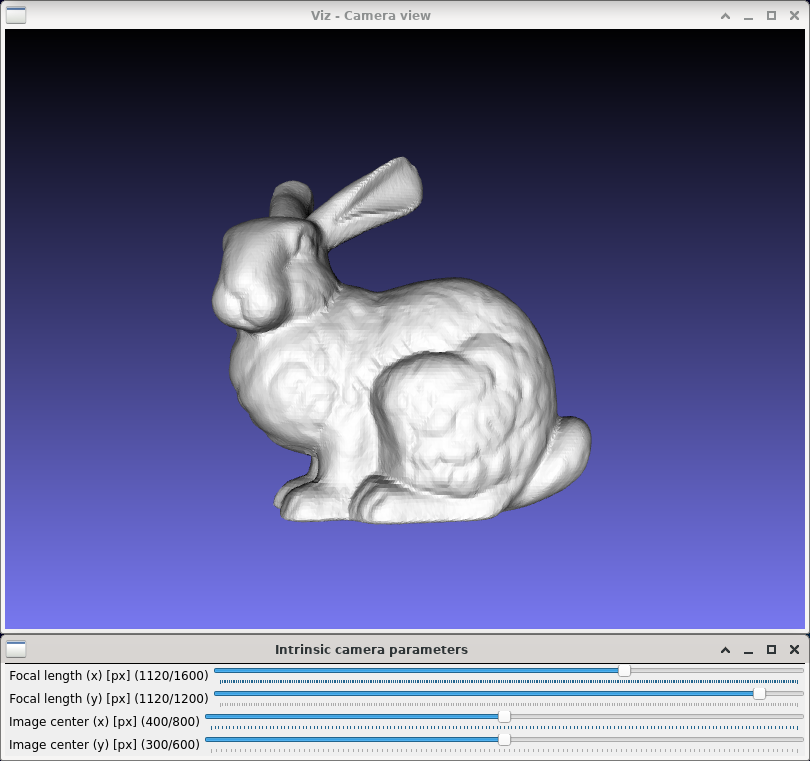 Viz - Camera view
Intrinsic camera parameters
Focal length (x) [px] (1120/1600)
Focal length (y) [px] (1120/1200)
Image center (x) [px] (400/800)
Image center (y) [px] (300/600)